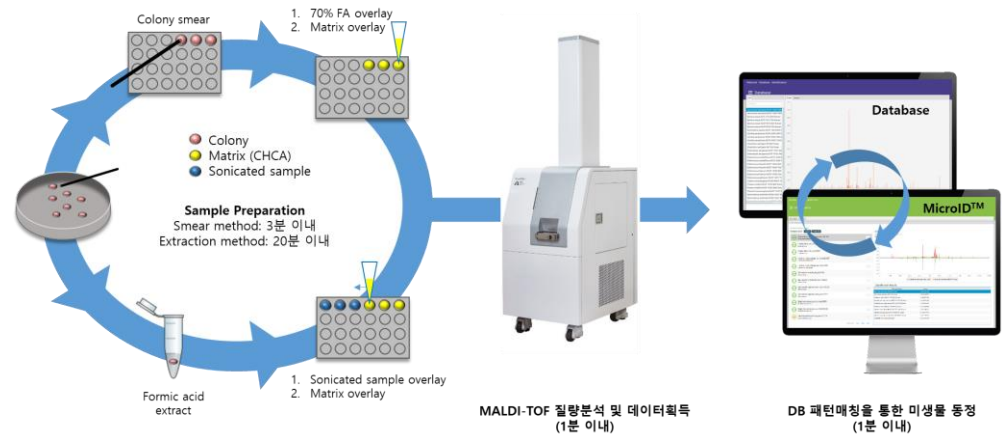 Colony smear
1. 70% FA overlay
2. Matrix overlay
Colony
Matrix (CHCA)
Sonicated sample
Sample Preparation
Smear method: 3분 이내
Extraction method: 20분 이내
Formic acid
extract
1. Sonicated sample overlay
2. Matrix overlay
MALDI-TOF 질량분석 및 데이터획득
(1분 이내)
Database
MicroID™
DB 패턴매칭을 통한 미생물 동정
(1분 이내)